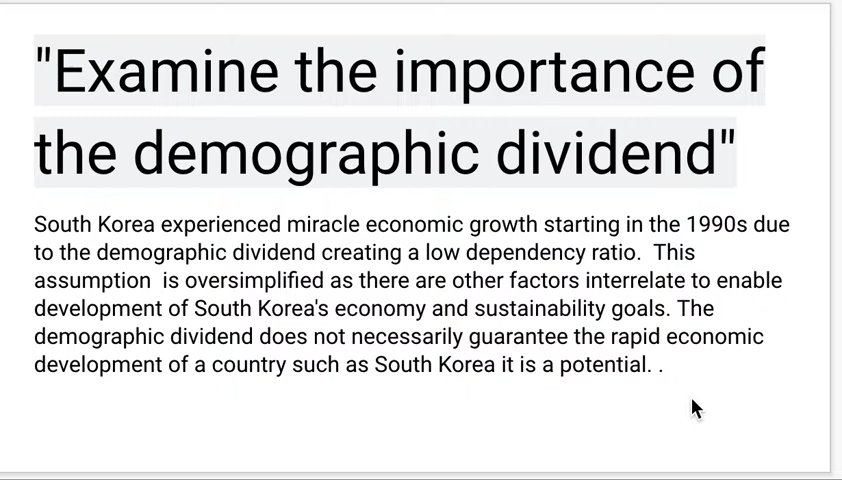 "Examine the importance of
the demographic dividend"
South Korea experienced miracle economic growth starting in the 1990s due
to the demographic dividend creating a low dependency ratio.  This
assumption  is oversimplified as there are other factors interrelate to enable
development of South Korea's economy and sustainability goals. The
demographic dividend does not necessarily guarantee the rapid economic
development of a country such as South Korea it is a potential. .